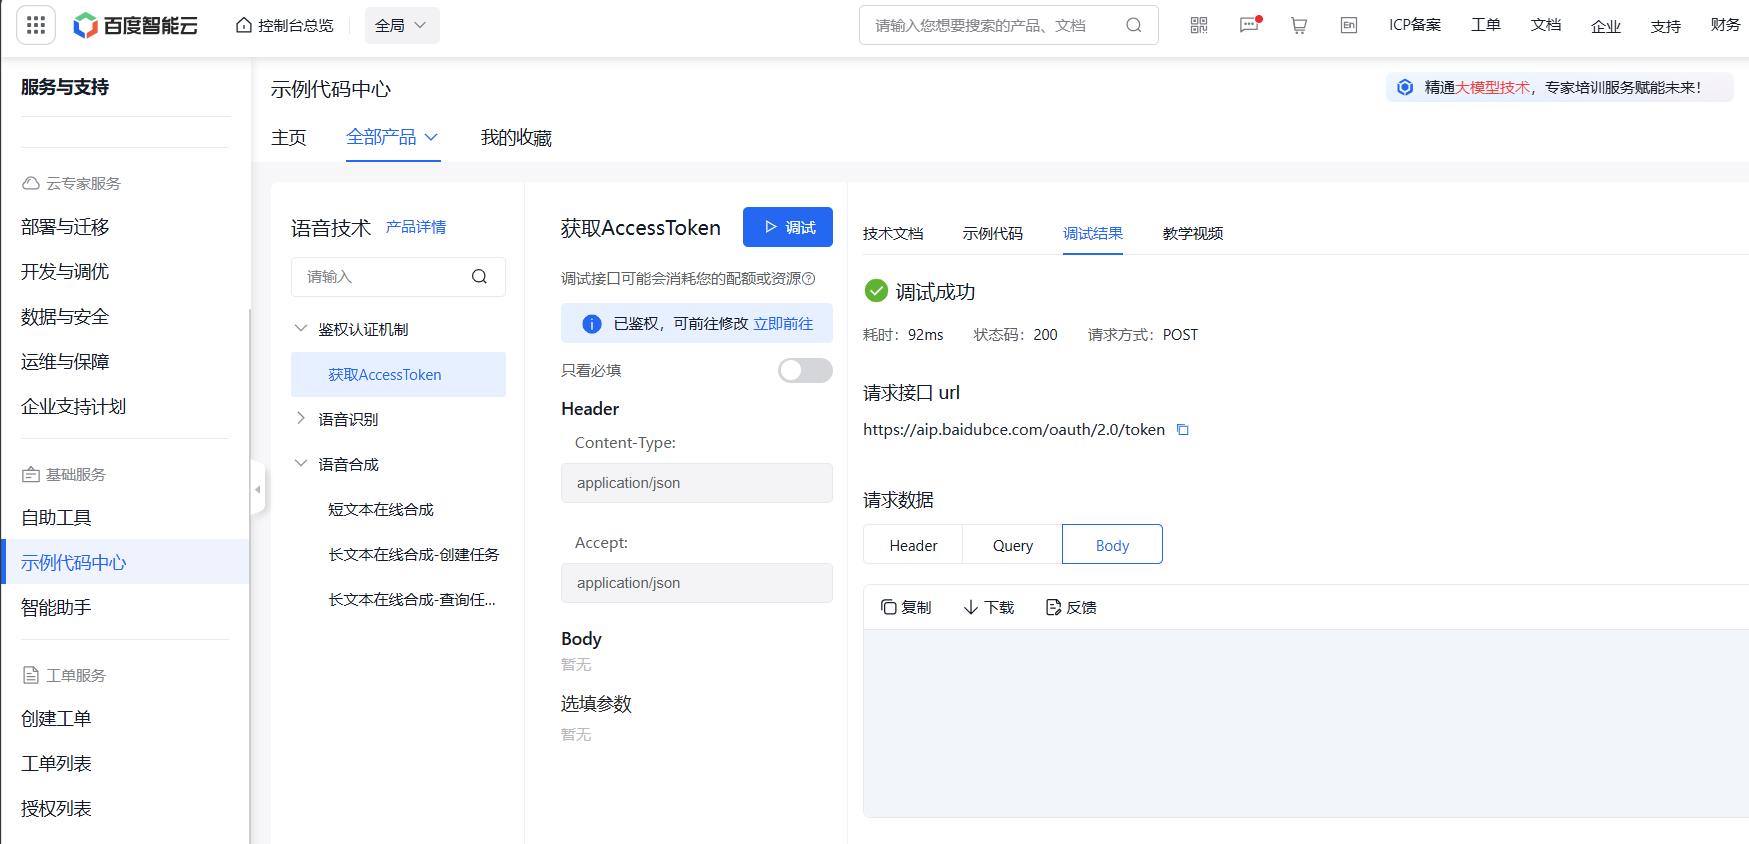 百度智能云 控制台总览 全局 请输入您想要搜索的产品、文档 En ICP备案 工单 文档 企业 支持 财务
服务与支持
云专家服务
部署与迁移
开发与调优
数据与安全
运维与保障
企业支持计划
基础服务
自助工具
示例代码中心
智能助手
工单服务
创建工单
工单列表
授权列表
示例代码中心
精通大模型技术，专家培训服务赋能未来！
主页 全部产品 我的收藏
语音技术 产品详情
请输入
鉴权认证机制
获取AccessToken
语音识别
语音合成
短文本在线合成
长文本在线合成-创建任务
长文本在线合成-查询任...
获取AccessToken 调试
调试接口可能会消耗您的配额或资源
已鉴权，可前往修改 立即前往
只看必填
Header
Content-Type:
application/json
Accept:
application/json
Body
暂无
选填参数
暂无
技术文档 示例代码 调试结果 教学视频
调试成功
耗时：92ms 状态码：200 请求方式：POST
请求接口 url
https://aip.baidubce.com/oauth/2.0/token
请求数据
Header Query Body
复制 下载 反馈